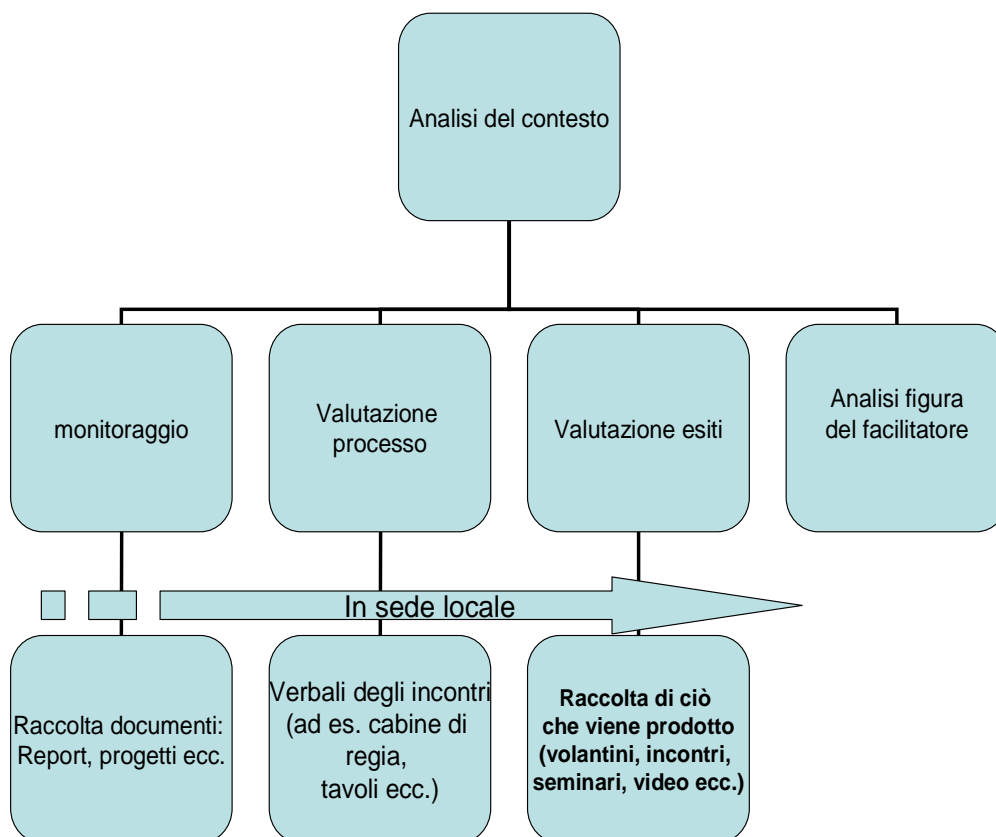 Analisi del contesto
monitoraggio
Valutazione
processo
Valutazione esiti
Analisi figura
del facilitatore
In sede locale
Raccolta documenti:
Report, progetti ecc.
Verbali degli incontri
(ad es. cabine di
regia,
tavoli ecc.)
Raccolta di ciò
che viene prodotto
(volantini, incontri,
seminari, video ecc.)